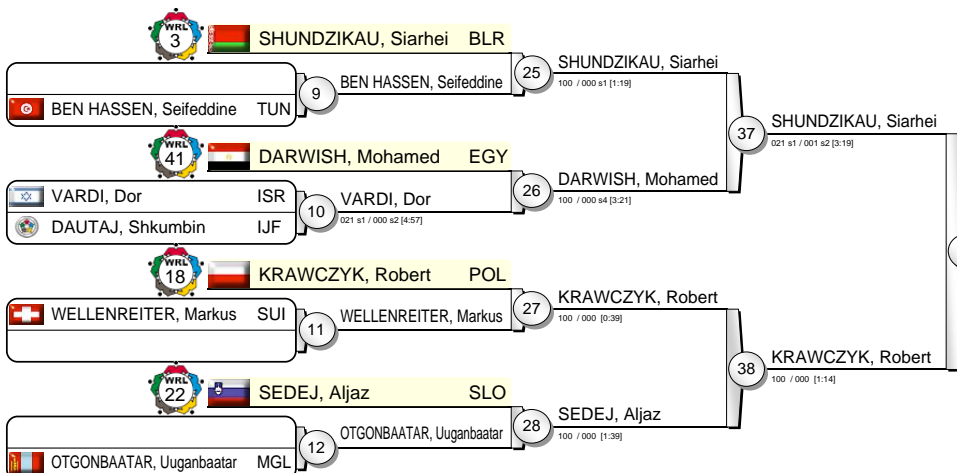 WRL 3 SHUNDZIKAU, Siarhei BLR
BEN HASSEN, Seifeddine TUN
9
BEN HASSEN, Seifeddine
25
SHUNDZIKAU, Siarhei
100 / 000 s1 [1:19]
WRL 41 DARWISH, Mohamed EGY
VARDI, Dor ISR
DAUTAJ, Shkumbin IJF
10
VARDI, Dor
021 s1 / 000 s2 [4:57]
26
DARWISH, Mohamed
100 / 000 s4 [3:21]
37
SHUNDZIKAU, Siarhei
021 s1 / 001 s2 [3:19]
WRL 18 KRAWCZYK, Robert POL
WELLENREITER, Markus SUI
11
WELLENREITER, Markus
27
KRAWCZYK, Robert
100 / 000 [0:39]
WRL 22 SEDEJ, Aljaz SLO
OTGONBAATAR, Uuganbaatar MGL
12
OTGONBAATAR, Uuganbaatar
28
SEDEJ, Aljaz
100 / 000 [1:39]
38
KRAWCZYK, Robert
100 / 000 [1:14]